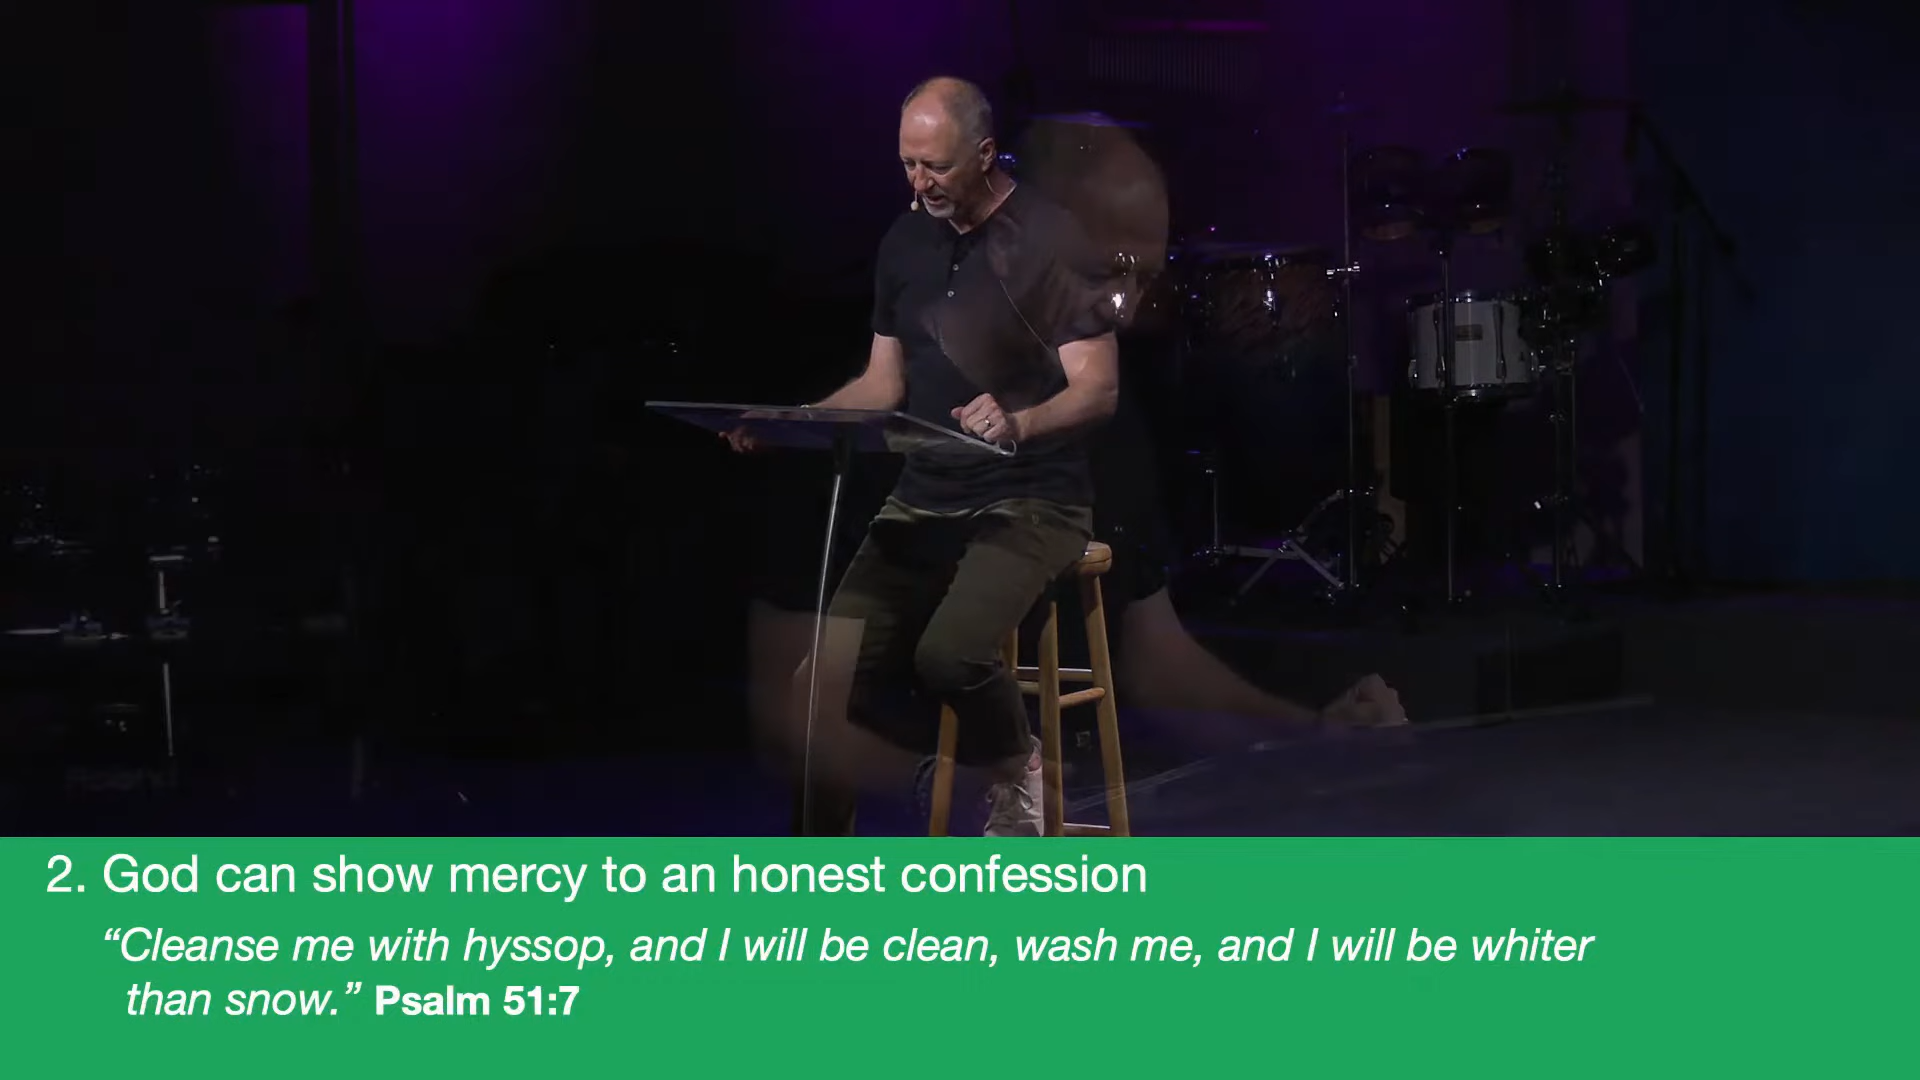 2. God can show mercy to an honest confession
“Cleanse me with hyssop, and I will be clean, wash me, and I will be whiter
than snow.” Psalm 51:7